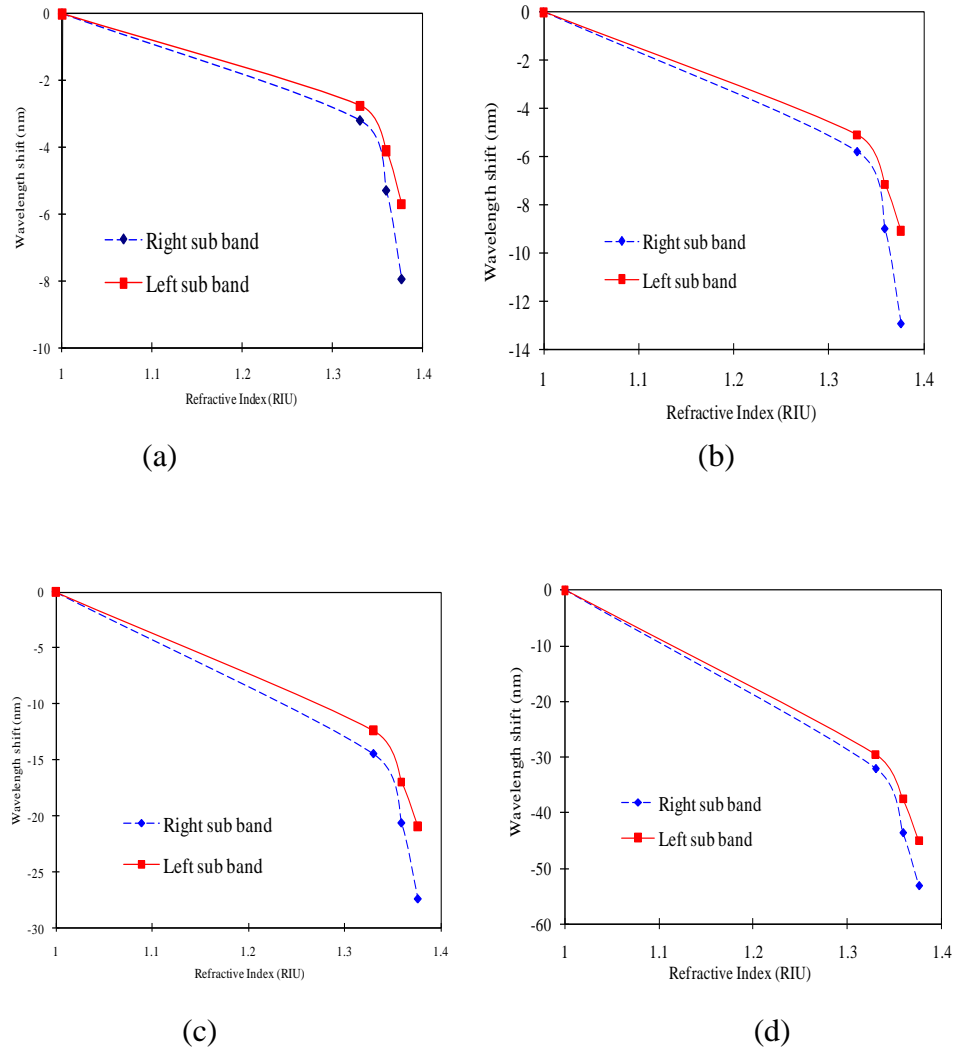 0
-2
-4
-6
-8
-10
1
1.1
1.2
1.3
1.4
Wavelength shift (nm)
Refractive Index (RIU)
Right sub band
Left sub band
(a)
0
-2
-4
-6
-8
-10
-12
-14
1
1.1
1.2
1.3
1.4
Wavelength shift (nm)
Refractive Index (RIU)
Right sub band
Left sub band
(b)
0
-5
-10
-15
-20
-25
-30
1
1.1
1.2
1.3
1.4
Wavelength shift (nm)
Refractive Index (RIU)
Right sub band
Left sub band
(c)
0
-10
-20
-30
-40
-50
-60
1
1.1
1.2
1.3
1.4
Wavelength shift (nm)
Refractive Index (RIU)
Right sub band
Left sub band
(d)